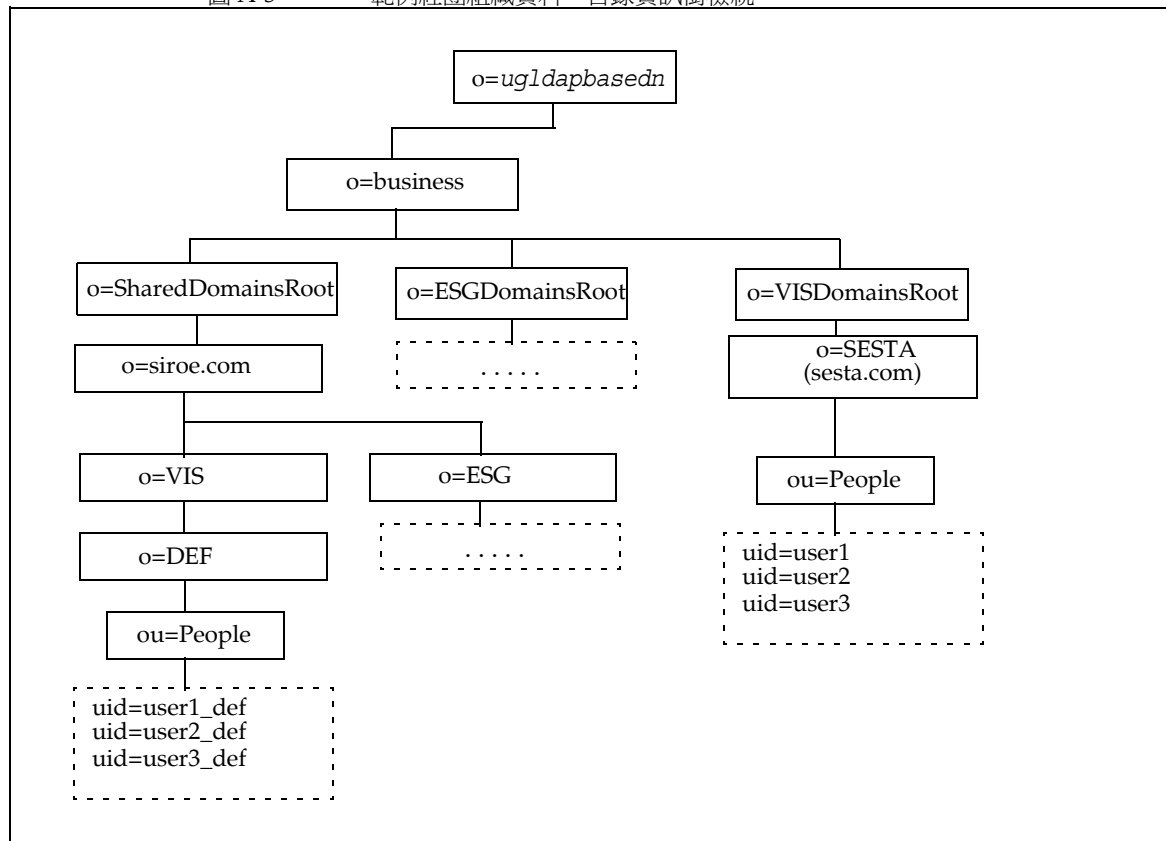 o=ugldapbasedn
o=business
o=SharedDomainsRoot
o=ESGDomainsRoot
o=VISDomainsRoot
o=siroe.com
. . . . .
o=SESTA
(sesta.com)
o=VIS
o=ESG
ou=People
o=DEF
. . . . .
uid=user1
uid=user2
uid=user3
ou=People
uid=user1_def
uid=user2_def
uid=user3_def